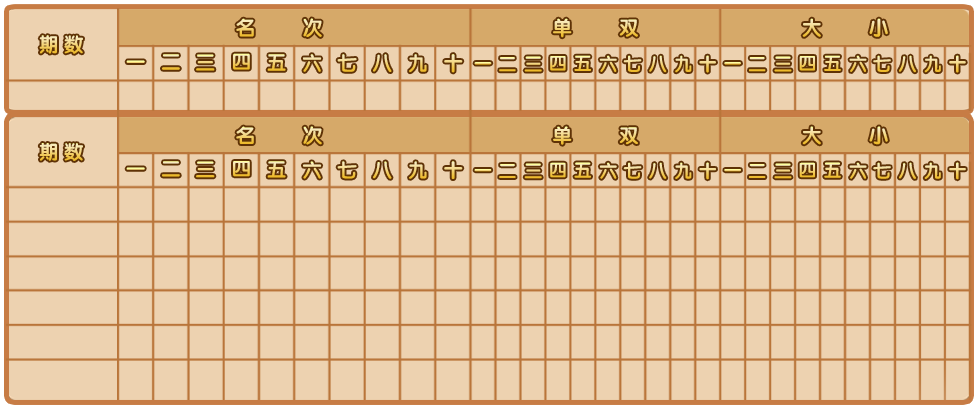 期数 名次 单双 大小
一 二 三 四 五 六 七 八 九 十 一 二 三 四 五 六 七 八 九 十 一 二 三 四 五 六 七 八 九 十
期数 名次 单双 大小
一 二 三 四 五 六 七 八 九 十 一 二 三 四 五 六 七 八 九 十 一 二 三 四 五 六 七 八 九 十